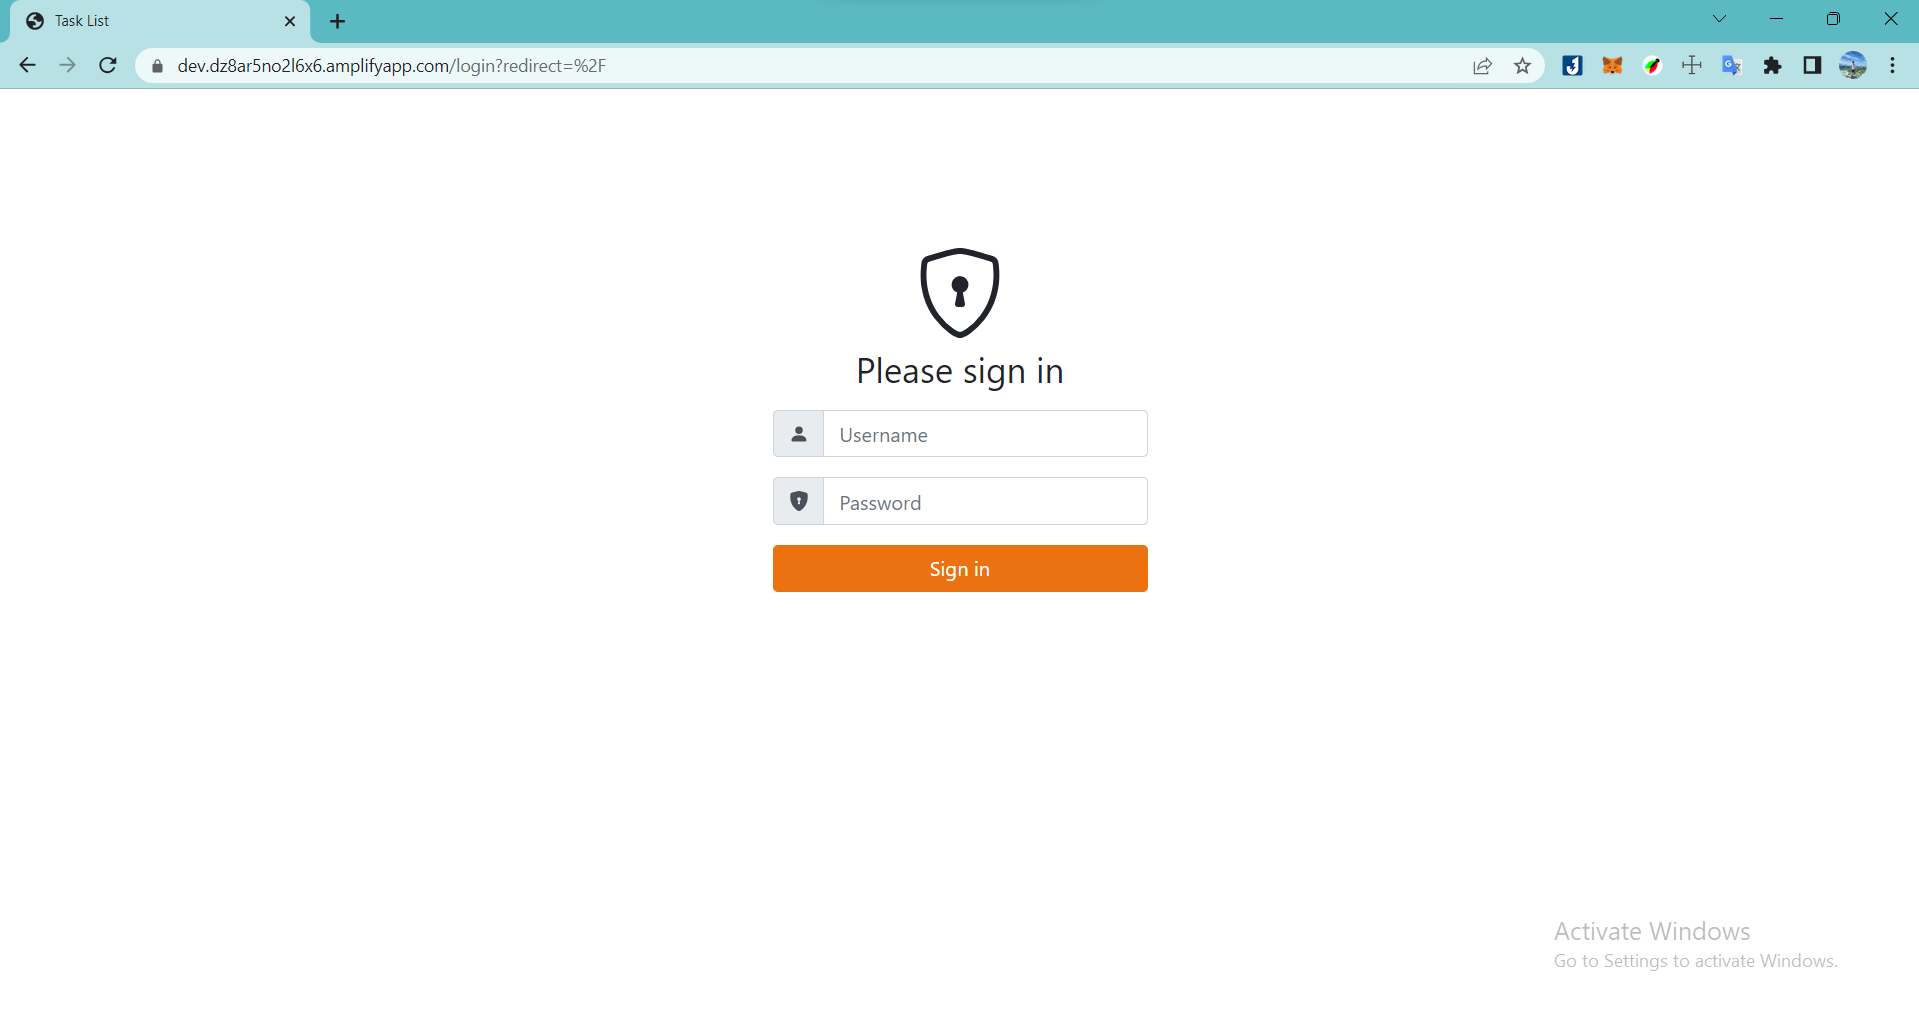 Task List
dev.dz8ar5no2l6x6.amplifyapp.com/login?redirect=%2F
Please sign in
Username
Password
Sign in
Activate Windows
Go to Settings to activate Windows.